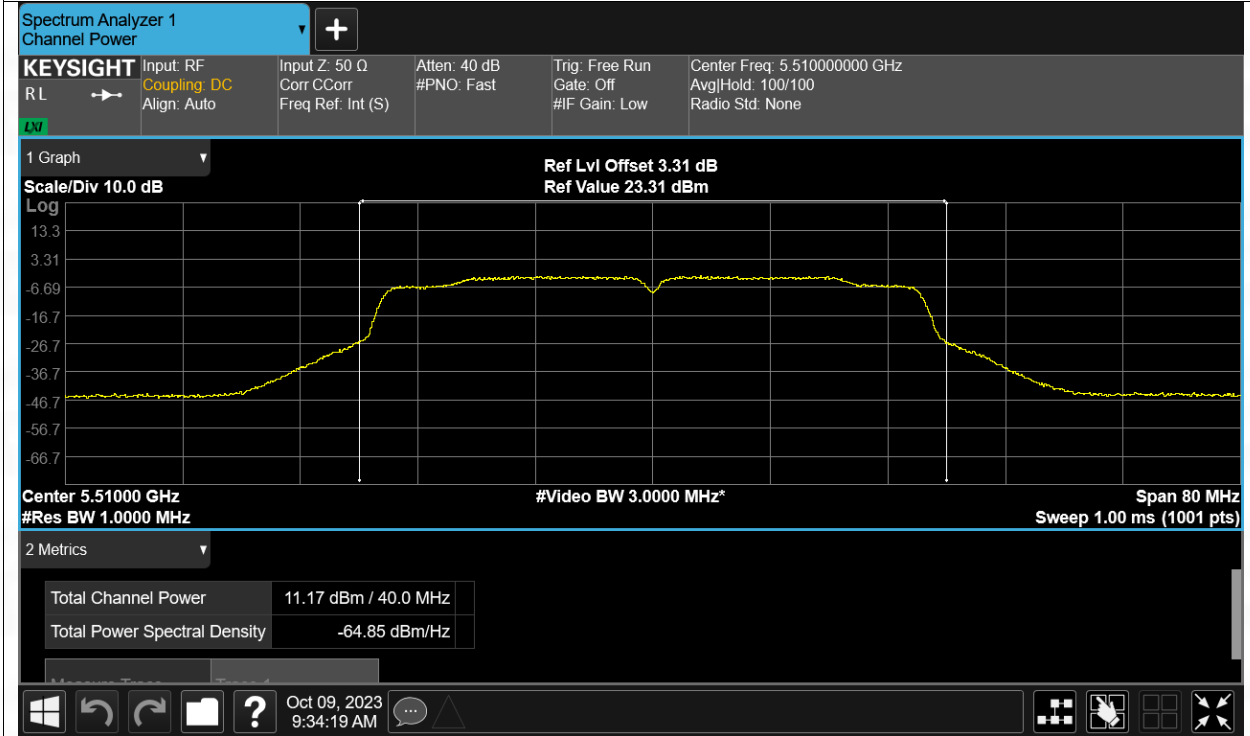 Spectrum Analyzer 1
Channel Power
+
KEYSIGHT
R L
LXI
Input: RF
Coupling: DC
Align: Auto
Input Z: 50 Ω
Corr CCorr
Freq Ref: Int (S)
Atten: 40 dB
#PNO: Fast
Trig: Free Run
Gate: Off
#IF Gain: Low
Center Freq: 5.510000000 GHz
Avg|Hold: 100/100
Radio Std: None
1 Graph
Ref Lvl Offset 3.31 dB
Scale/Div 10.0 dB
Ref Value 23.31 dBm
Log
13.3
3.31
-6.69
-16.7
-26.7
-36.7
-46.7
-56.7
-66.7
Center 5.51000 GHz
#Video BW 3.0000 MHz*
Span 80 MHz
#Res BW 1.0000 MHz
Sweep 1.00 ms (1001 pts)
2 Metrics
Total Channel Power 11.17 dBm / 40.0 MHz
Total Power Spectral Density -64.85 dBm/Hz
?
Oct 09, 2023
9:34:19 AM